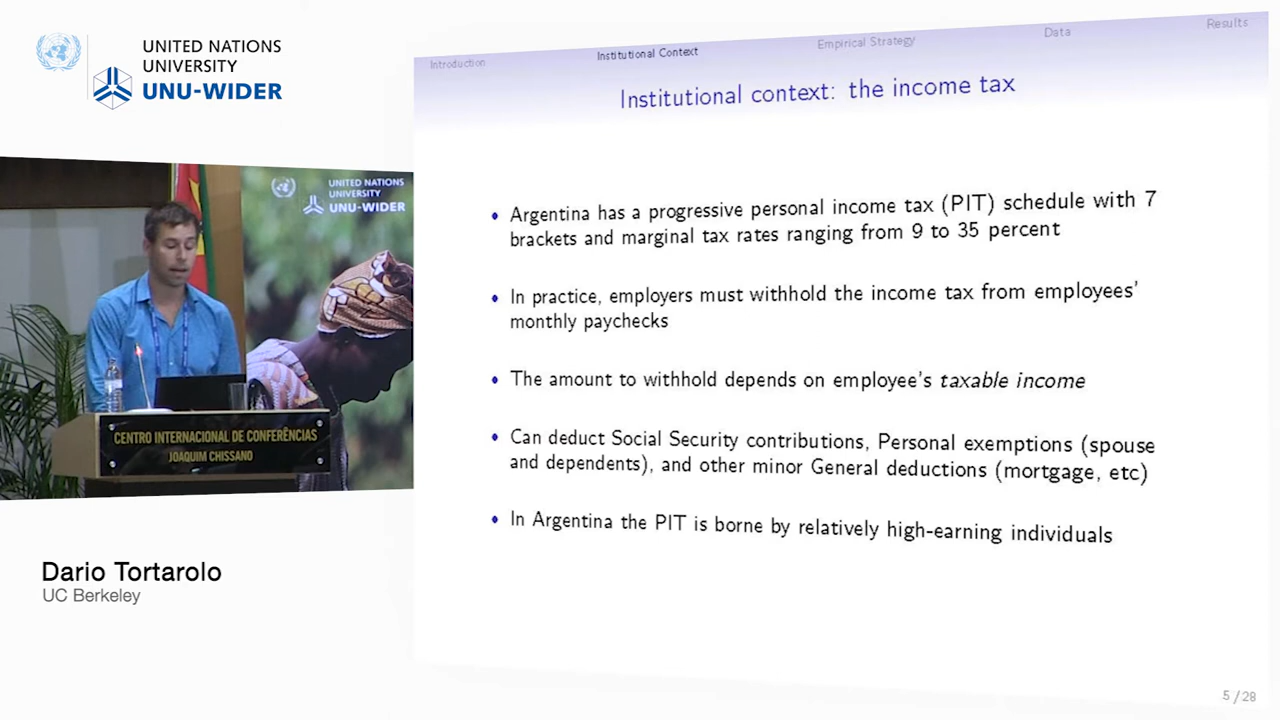 UNITED NATIONS
UNIVERSITY
UNU-WIDER
Introduction
Institutional Context
Empirical Strategy
Data
Results
Institutional context: the income tax
• Argentina has a progressive personal income tax (PIT) schedule with 7
brackets and marginal tax rates ranging from 9 to 35 percent
• In practice, employers must withhold the income tax from employees'
monthly paychecks
• The amount to withhold depends on employee's taxable income
• Can deduct Social Security contributions, Personal exemptions (spouse
and dependents), and other minor General deductions (mortgage, etc)
• In Argentina the PIT is borne by relatively high-earning individuals
5 / 28
UNITED NATIONS
UNIVERSITY
UNU-WIDER
CENTRO INTERNACIONAL DE CONFERÊNCIAS
JOAQUIM CHISSANO
Dario Tortarolo
UC Berkeley